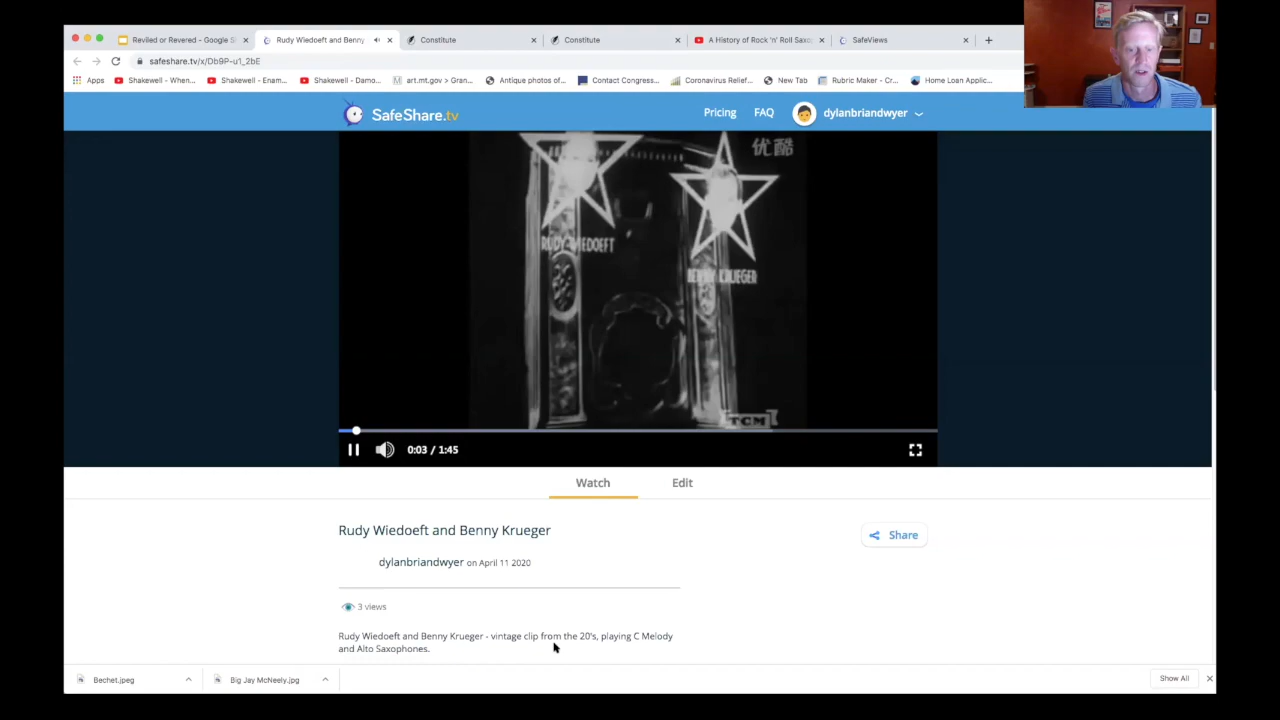 Reviled or Revered - Google S
Rudy Wiedoeft and Benny
Constitute
Constitute
A History of Rock 'n' Roll Saxo
SafeViews
safeshare.tv/x/Db9P-u1_2bE
Apps
Shakewell - When...
Shakewell - Enam...
Shakewell - Damo...
art.mt.gov > Gran...
Antique photos of...
Contact Congress...
Coronavirus Relief...
New Tab
Rubric Maker - Cr...
Home Loan Applic...
SafeShare.tv
Pricing
FAQ
dylanbriandwyer
优酷
RUDY WIEDOEFT
BENNY KRUEGER
TCM
0:03 / 1:45
Watch
Edit
Rudy Wiedoeft and Benny Krueger
Share
dylanbriandwyer on April 11 2020
3 views
Rudy Wiedoeft and Benny Krueger - vintage clip from the 20's, playing C Melody
and Alto Saxophones.
Bechet.jpeg
Big Jay McNeely.jpg
Show All